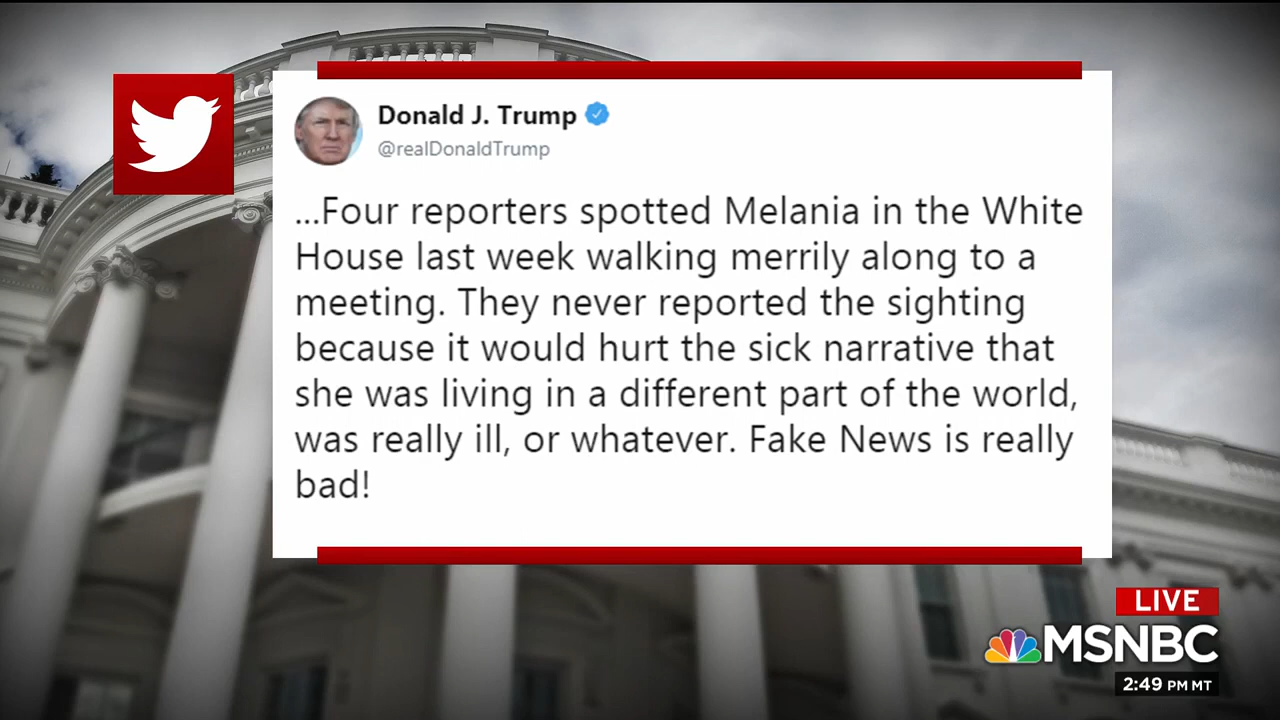 Donald J. Trump
@realDonaldTrump
...Four reporters spotted Melania in the White
House last week walking merrily along to a
meeting. They never reported the sighting
because it would hurt the sick narrative that
she was living in a different part of the world,
was really ill, or whatever. Fake News is really
bad!
LIVE
MSNBC
2:49 PM MT